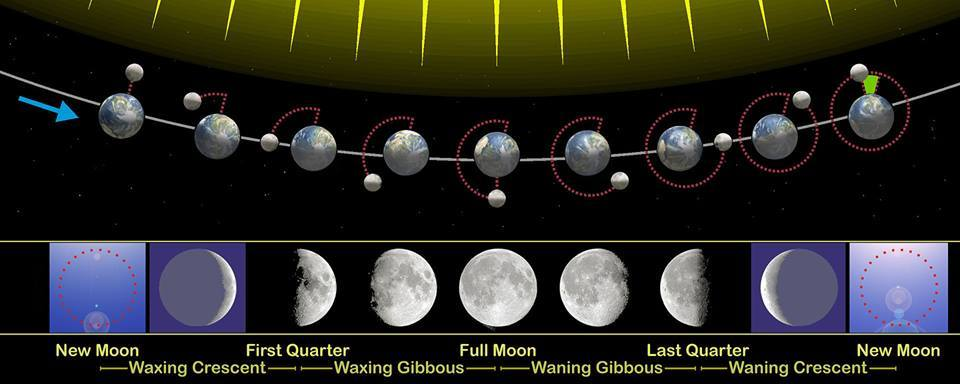 New Moon First Quarter Full Moon Last Quarter New Moon
Waxing Crescent Waxing Gibbous Waning Gibbous Waning Crescent